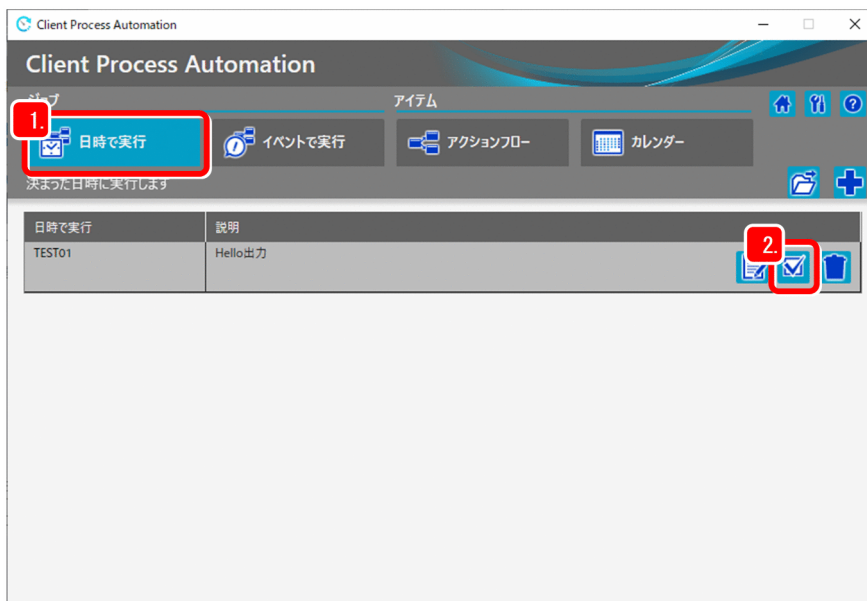 Client Process Automation
Client Process Automation
ジョブ
アイテム
1.
日時で実行
イベントで実行
アクションフロー
カレンダー
決まった日時に実行します
日時で実行
説明
TEST01
Hello出力
2.